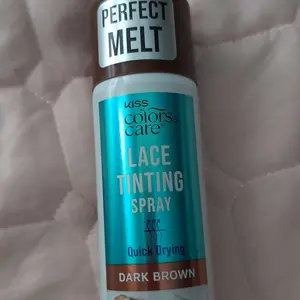 PERFECT
MELT
KISS
colors &
care
LACE
TINTING
SPRAY
Quick Drying
DARK BROWN